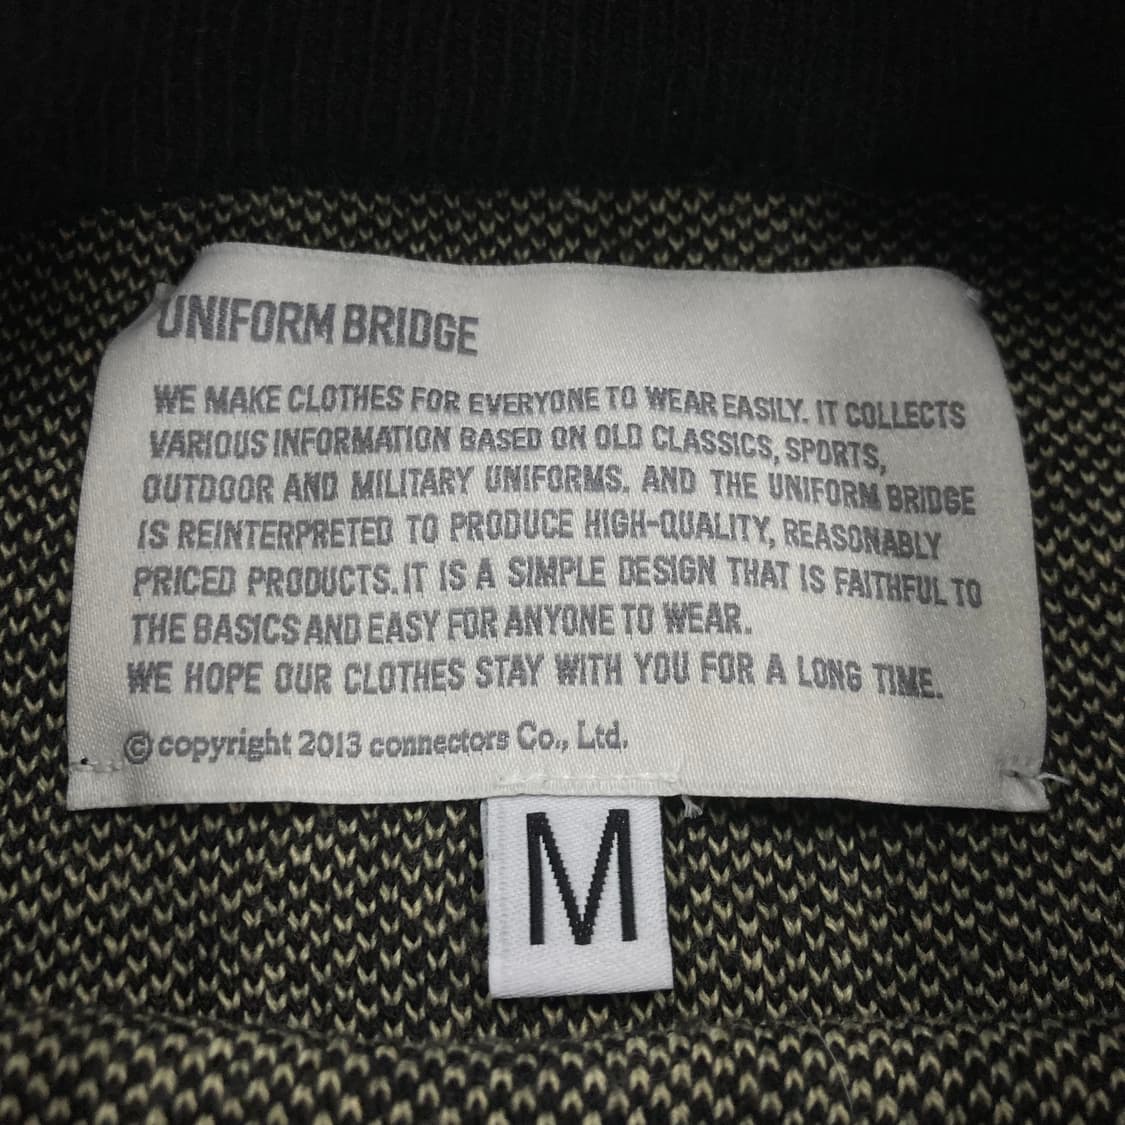 UNIFORM BRIDGE
WE MAKE CLOTHES FOR EVERYONE TO WEAR EASILY. IT COLLECTS
VARIOUS INFORMATION BASED ON OLD CLASSICS, SPORTS,
OUTDOOR AND MILITARY UNIFORMS. AND THE UNIFORM BRIDGE
IS REINTERPRETED TO PRODUCE HIGH-QUALITY, REASONABLY
PRICED PRODUCTS. IT IS A SIMPLE DESIGN THAT IS FAITHFUL TO
THE BASICS AND EASY FOR ANYONE TO WEAR.
WE HOPE OUR CLOTHES STAY WITH YOU FOR A LONG TIME.
© copyright 2013 connectors Co., Ltd.
M